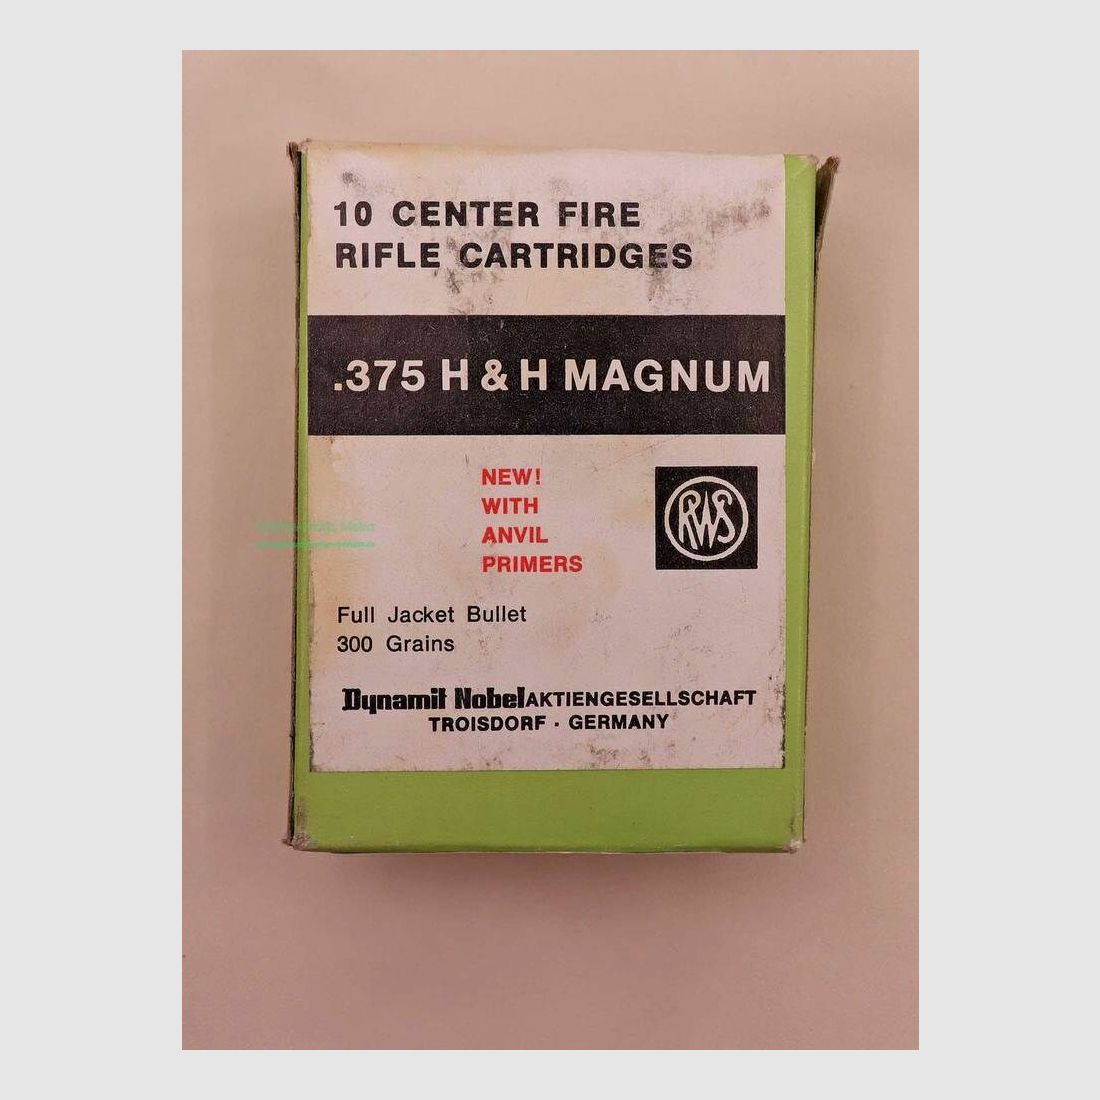 10 CENTER FIRE
RIFLE CARTRIDGES
.375 H & H MAGNUM
NEW!
WITH
ANVIL
PRIMERS
RWS
Full Jacket Bullet
300 Grains
Dynamit Nobel AKTIENGESELLSCHAFT
TROISDORF · GERMANY